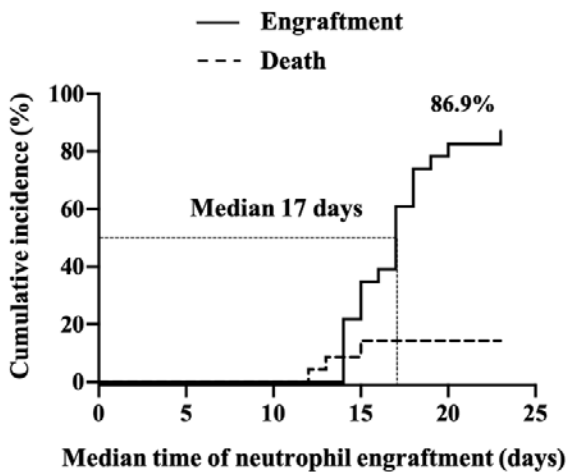 Engraftment
Death
Cumulative incidence (%)
100
80
60
40
20
0
86.9%
Median 17 days
0 5 10 15 20 25
Median time of neutrophil engraftment (days)